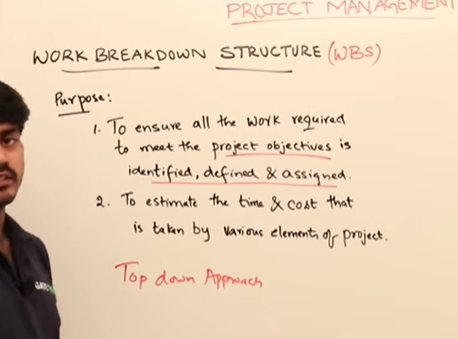 PROJECT MANAGEMENT
WORK BREAKDOWN STRUCTURE (WBS)
Purpose:
1. To ensure all the work required
to meet the project objectives is
identified, defined & assigned.
2. To estimate the time & cost that
is taken by various elements of project.
Top down Approach